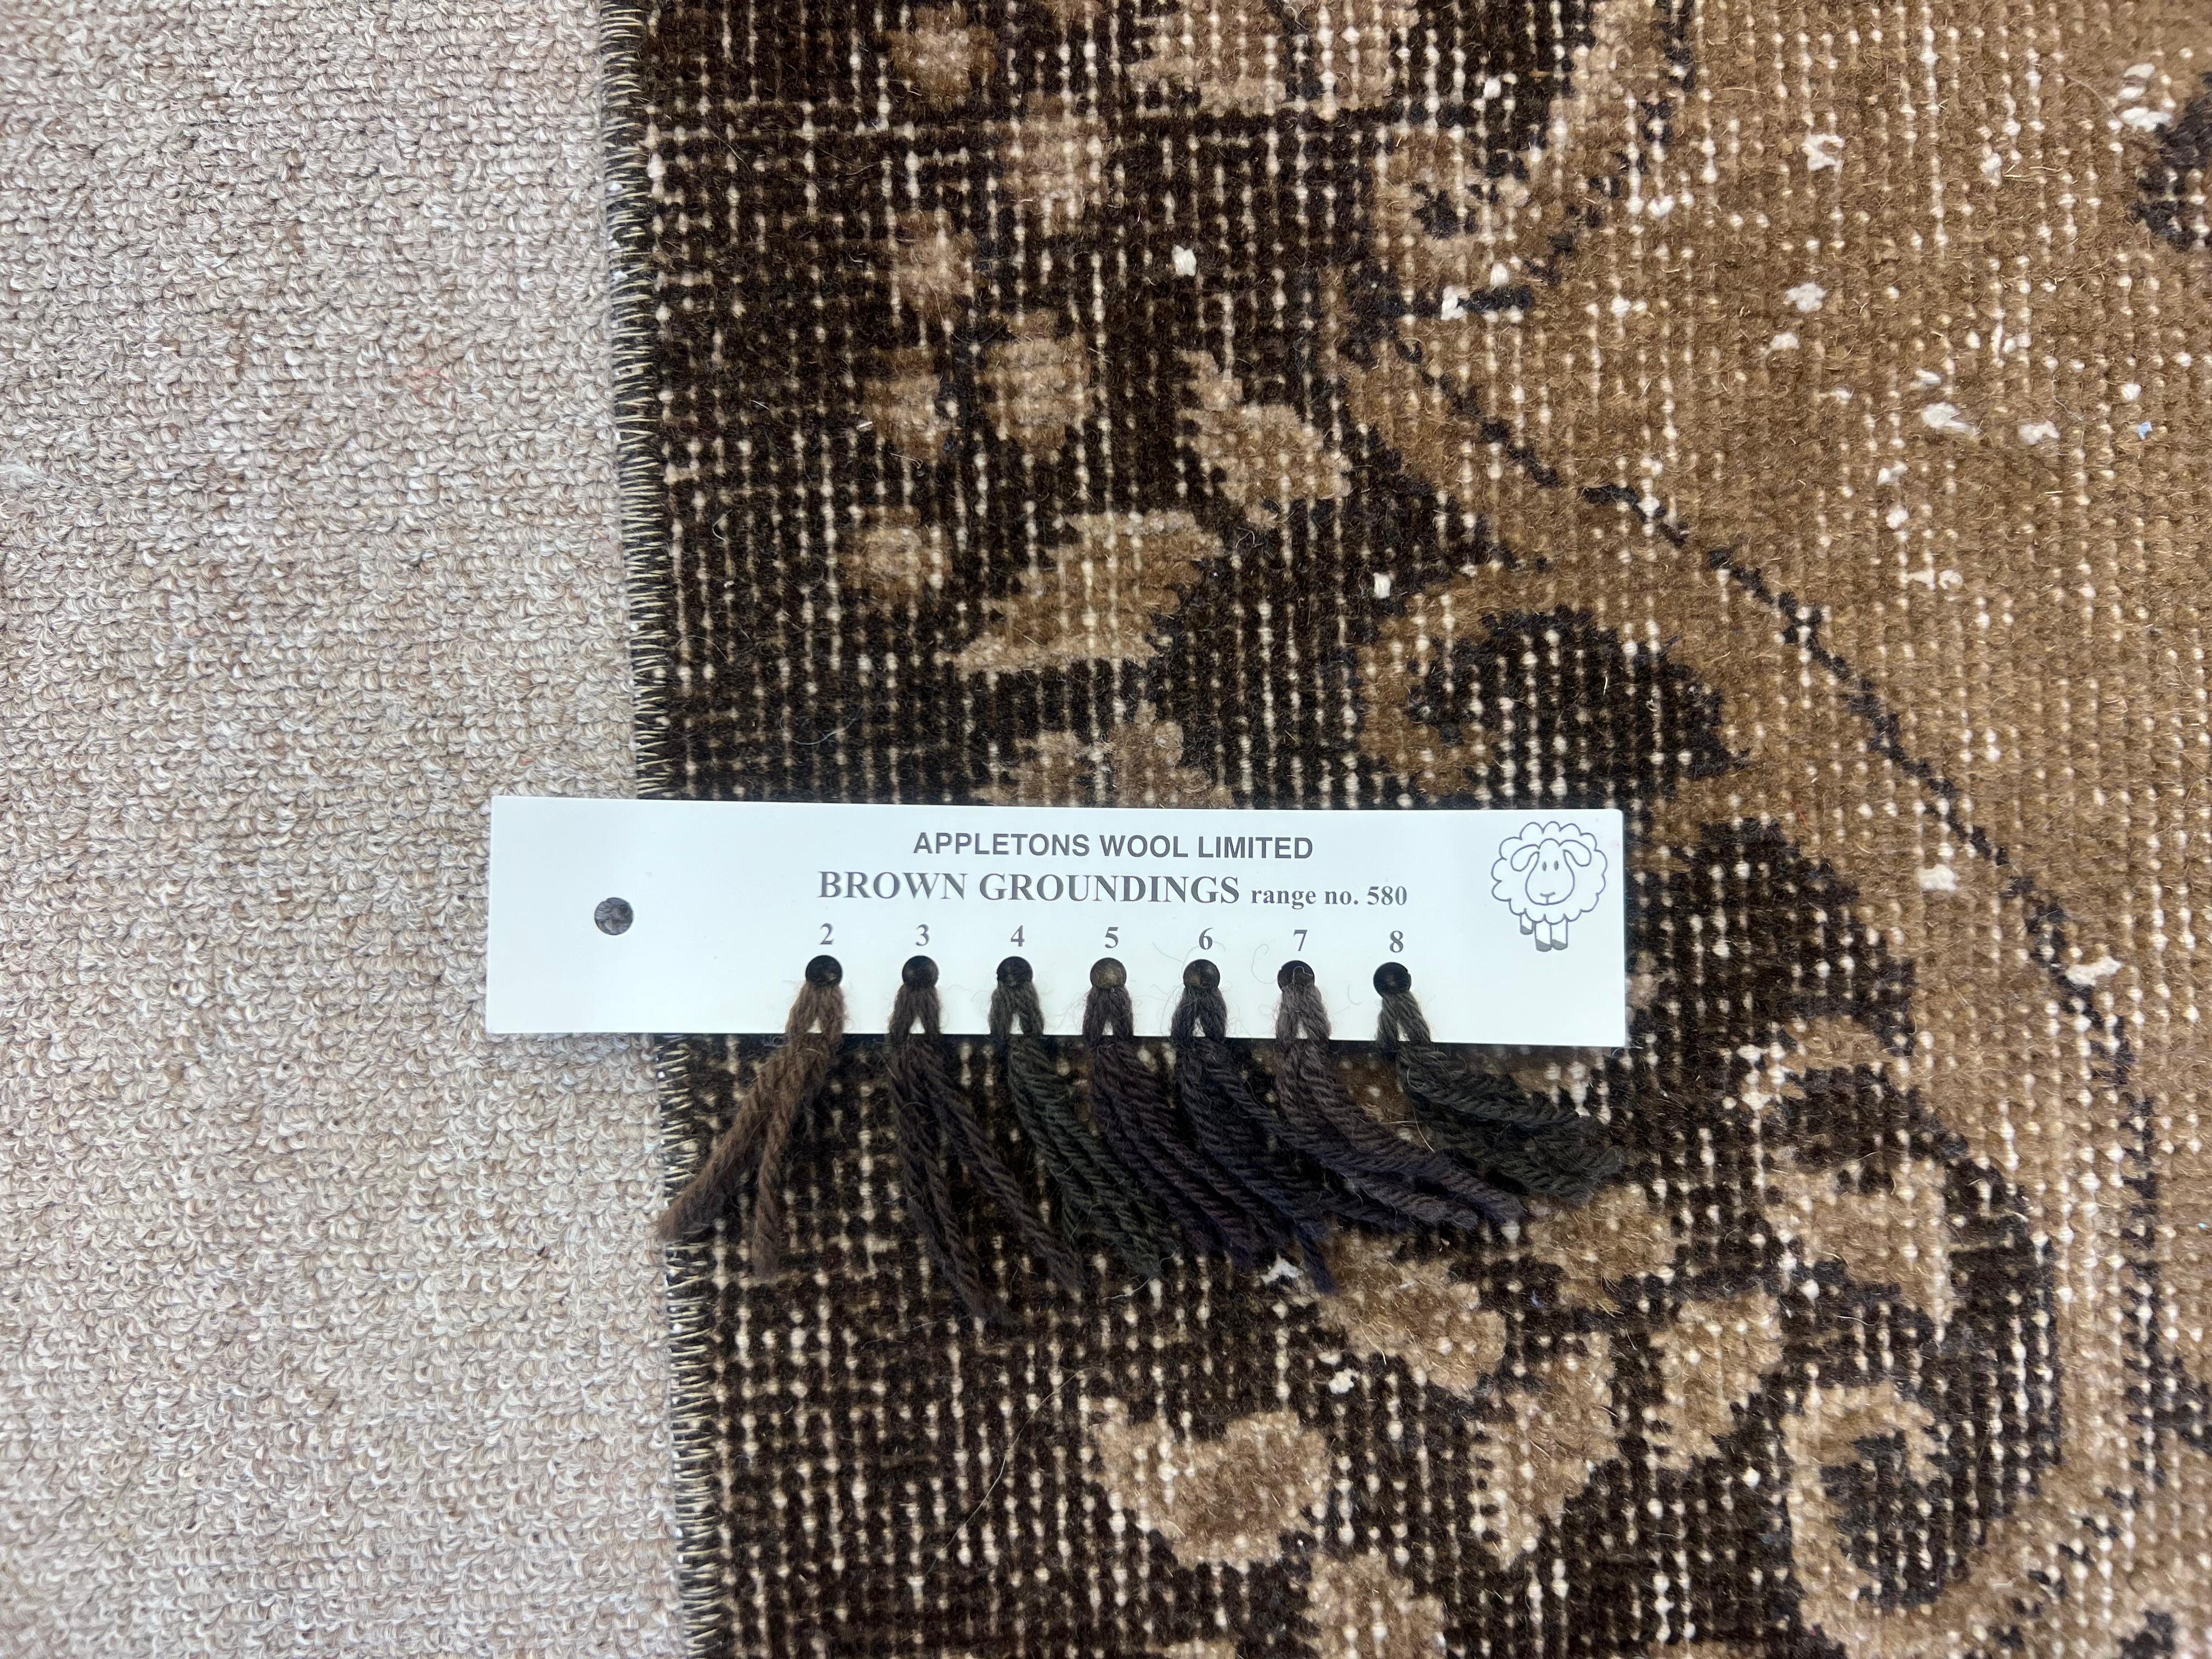 APPLETONS WOOL LIMITED
BROWN GROUNDINGS range no. 580
2 3 4 5 6 7 8